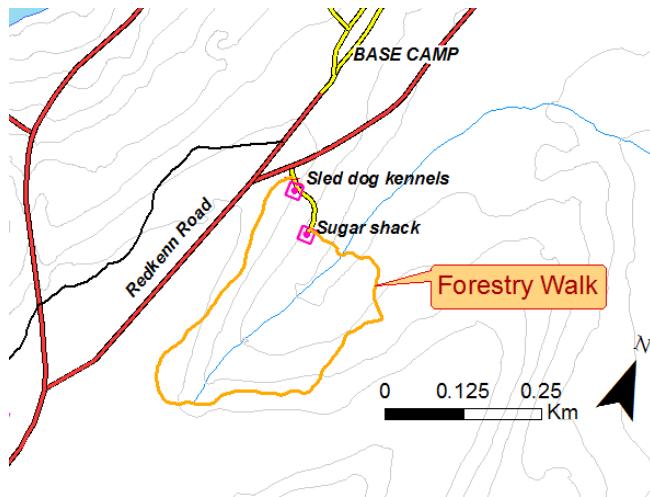 BASE CAMP
Sled dog kennels
Redkenn Road
Sugar shack
Forestry Walk
N
0 0.125 0.25
Km